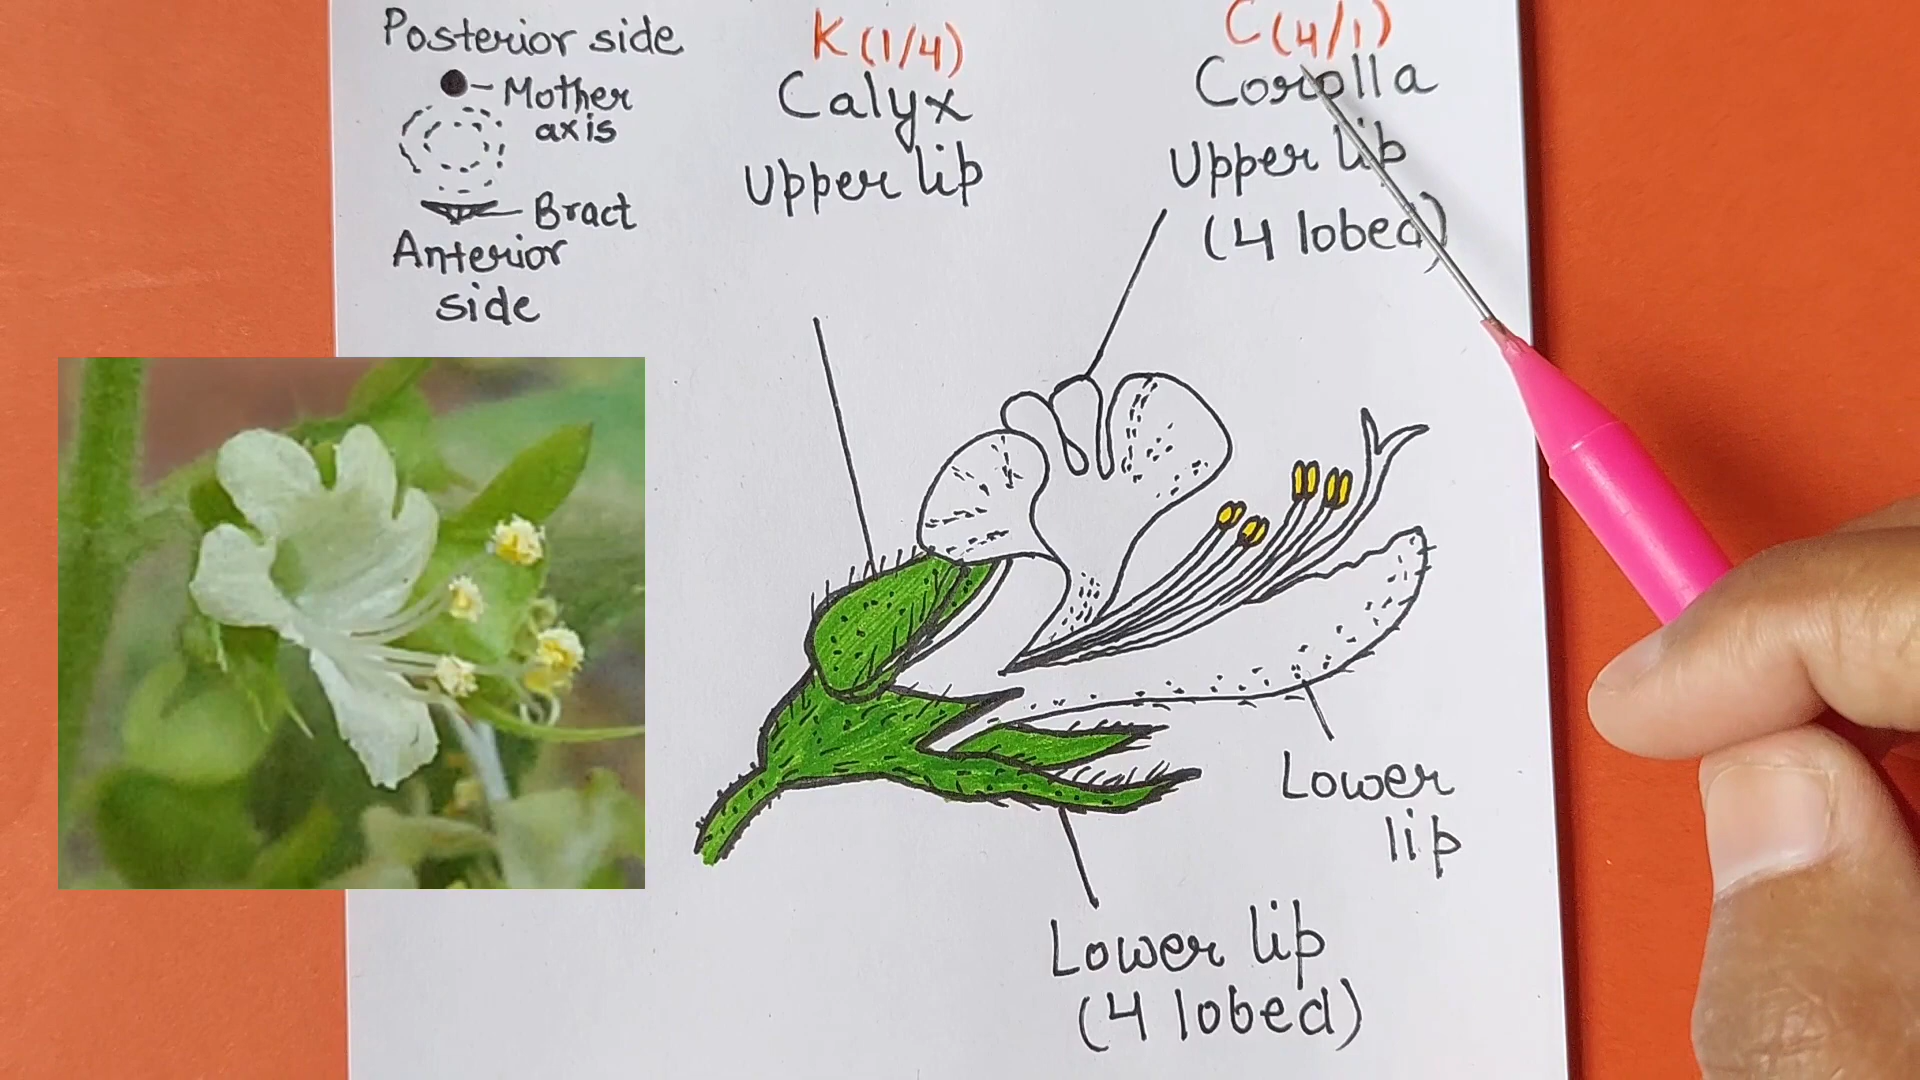 Posterior side
Mother
axis
Bract
Anterior
side
K(1/4)
Calyx
Upper lip
C(4/1)
Corolla
Upper lip
(4 lobed)
Lower
lip
Lower lip
(4 lobed)